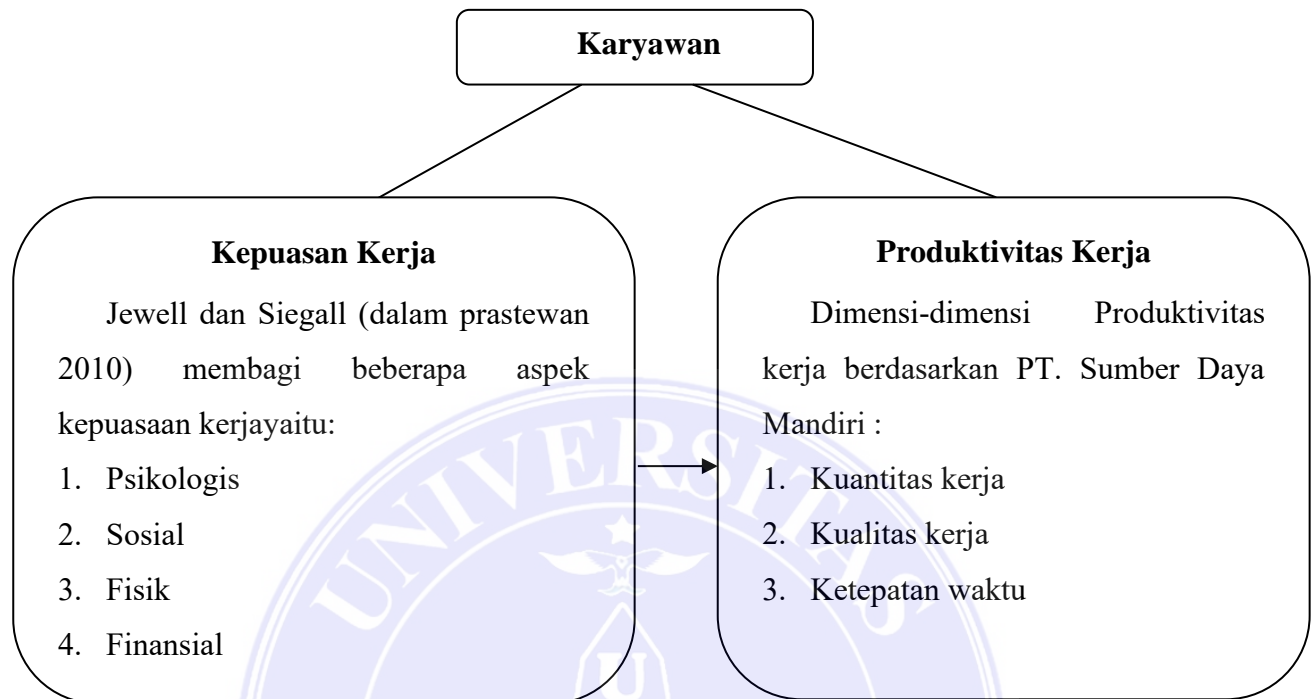 Karyawan
Kepuasan Kerja
Jewell dan Siegall (dalam prastewan
2010) membagi beberapa aspek
kepuasaan kerjayaitu:
1. Psikologis
2. Sosial
3. Fisik
4. Finansial
Produktivitas Kerja
Dimensi-dimensi Produktivitas
kerja berdasarkan PT. Sumber Daya
Mandiri :
1. Kuantitas kerja
2. Kualitas kerja
3. Ketepatan waktu
UNIVERSITAS
U